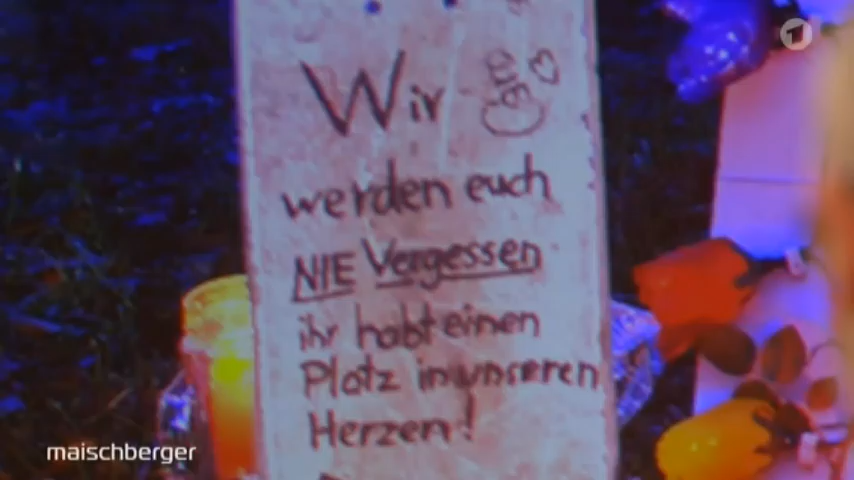 Wir
werden euch
NIE Vergessen
ihr habt einen
Platz in unseren
Herzen!
maischberger